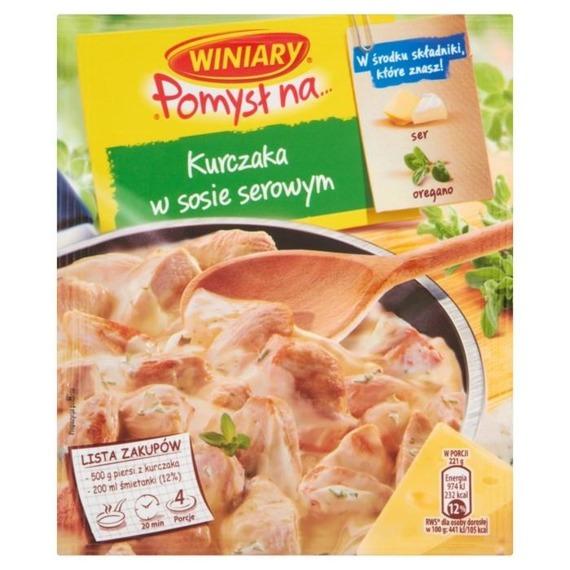 WINIARY
Pomysł na...
Kurczaka
w sosie serowym
W środku składniki,
które znasz!
ser
oregano
LISTA ZAKUPÓW
- 500 g piersi z kurczaka
- 200 ml śmietanki (12%)
20 min
4
Porcje
W PORCJI
221 g
Energia
974 kJ
232 kcal
12%
RWS* dla osoby dorosłej
w 100g: 441 kJ/105 kcal